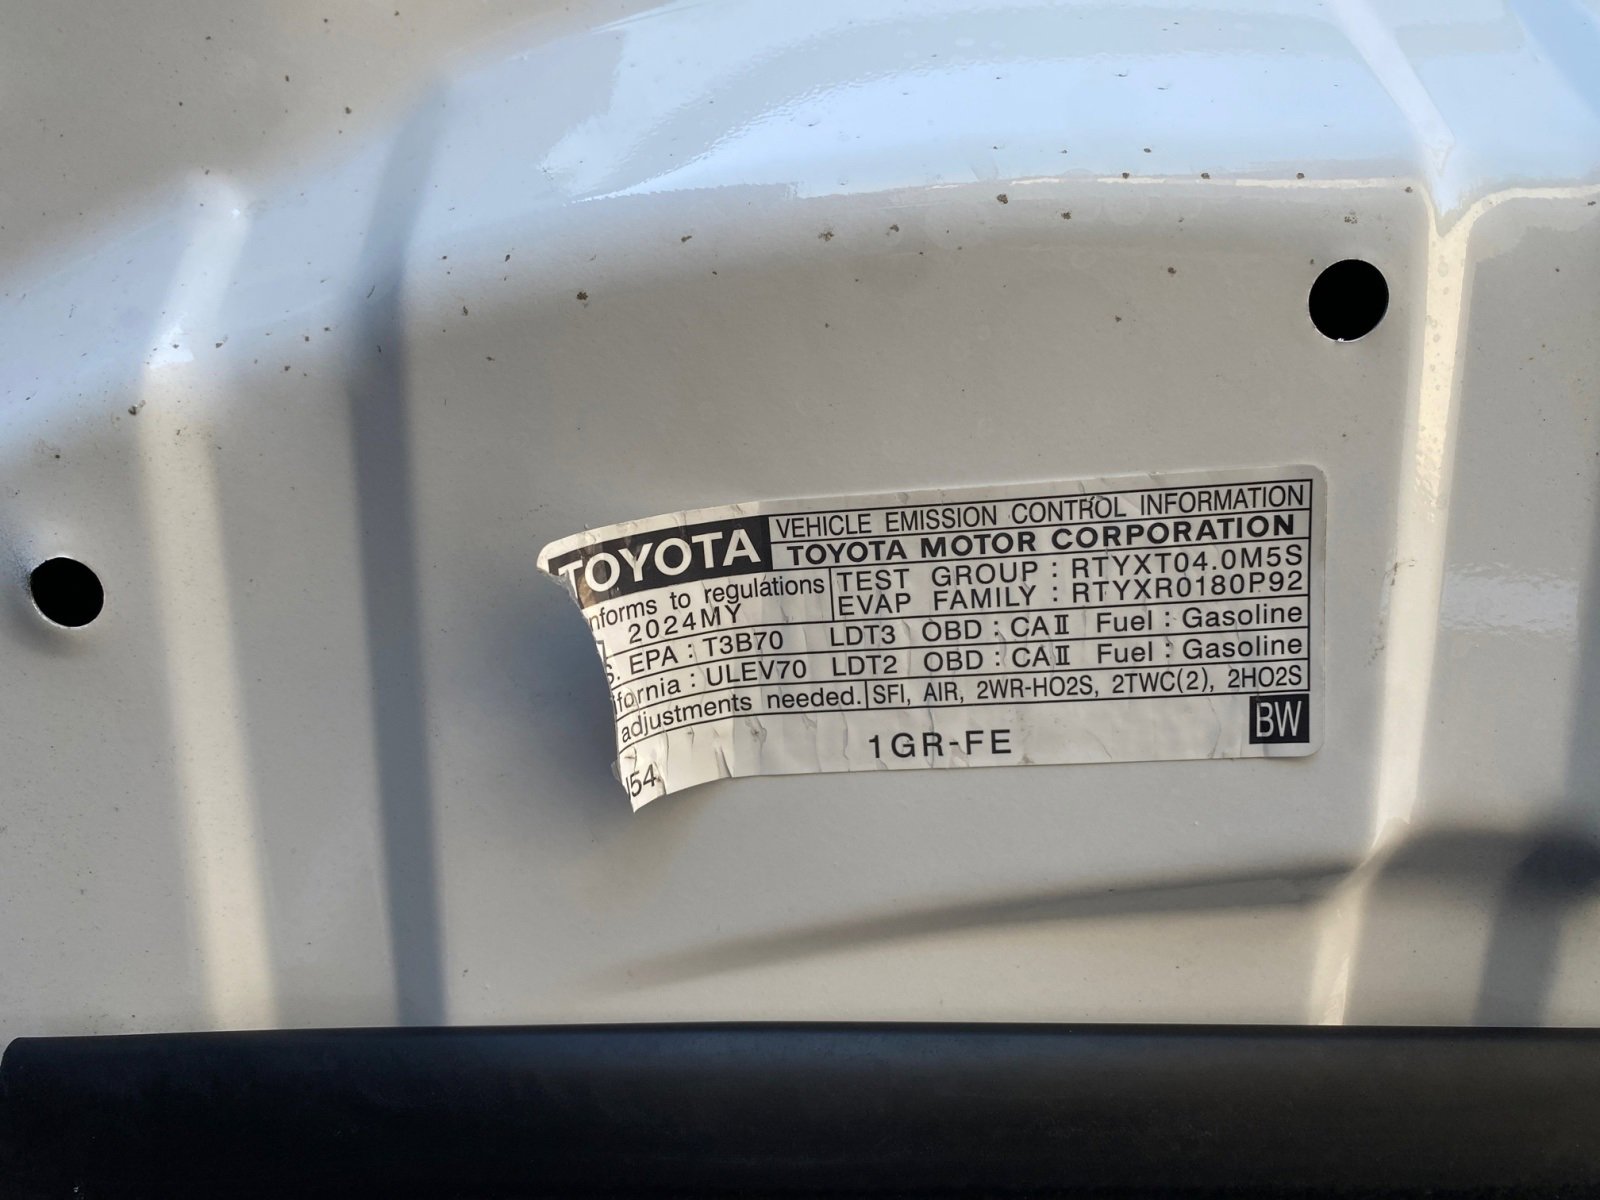 TOYOTA VEHICLE EMISSION CONTROL INFORMATION
TOYOTA MOTOR CORPORATION
nforms to regulations TEST GROUP : RTYXT04.0M5S
2024MY EVAP FAMILY : RTYXR0180P92
S. EPA : T3B70 LDT3 OBD : CAⅡ Fuel : Gasoline
ifornia : ULEV70 LDT2 OBD : CAⅡ Fuel : Gasoline
adjustments needed. SFI, AIR, 2WR-HO2S, 2TWC(2), 2HO2S
1GR-FE BW
J54